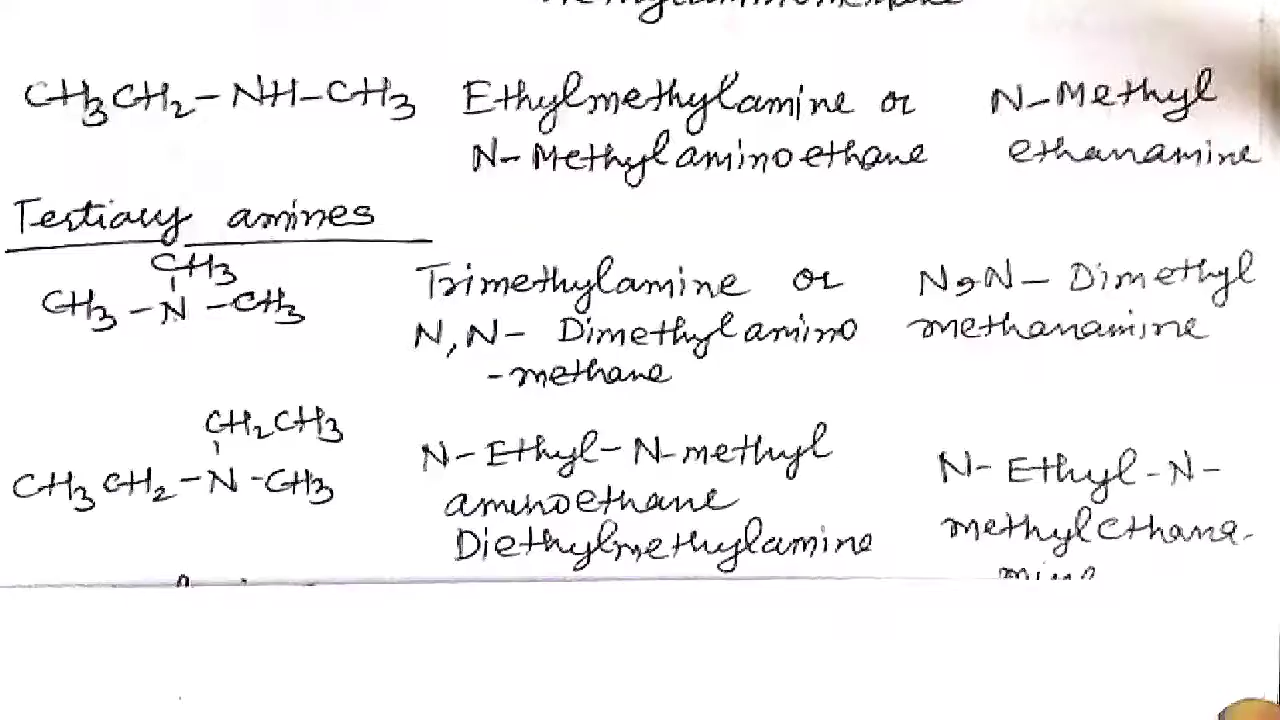 CH3CH2-NH-CH3 Ethylmethylamine or N-Methyl
N-Methylaminoethane ethanamine
Tertiary amines
CH3
CH3-N-CH3 Trimethylamine or N,N-Dimethyl
N,N- Dimethylamino methanamine
-methane
CH2CH3
CH3CH2-N-CH3 N-Ethyl-N-methyl N-Ethyl-N-
aminoethane methylethana-
Diethylmethylamine